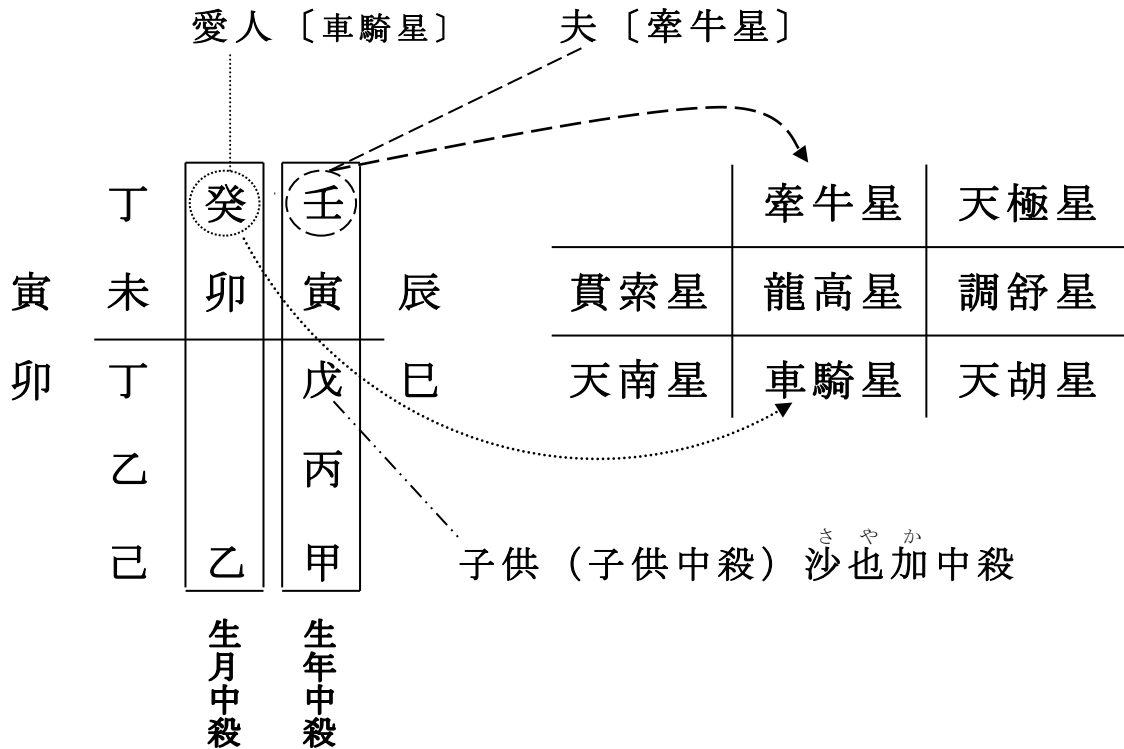 愛人〔車騎星〕 夫〔牽牛星〕
丁 癸 壬 牽牛星 天極星
寅 未 卯 寅 辰 貫索星 龍高星 調舒星
卯 丁 戊 巳 天南星 車騎星 天胡星
乙 丙
さやか
己 乙 甲 子供（子供中殺）沙也加中殺
生月中殺
生年中殺